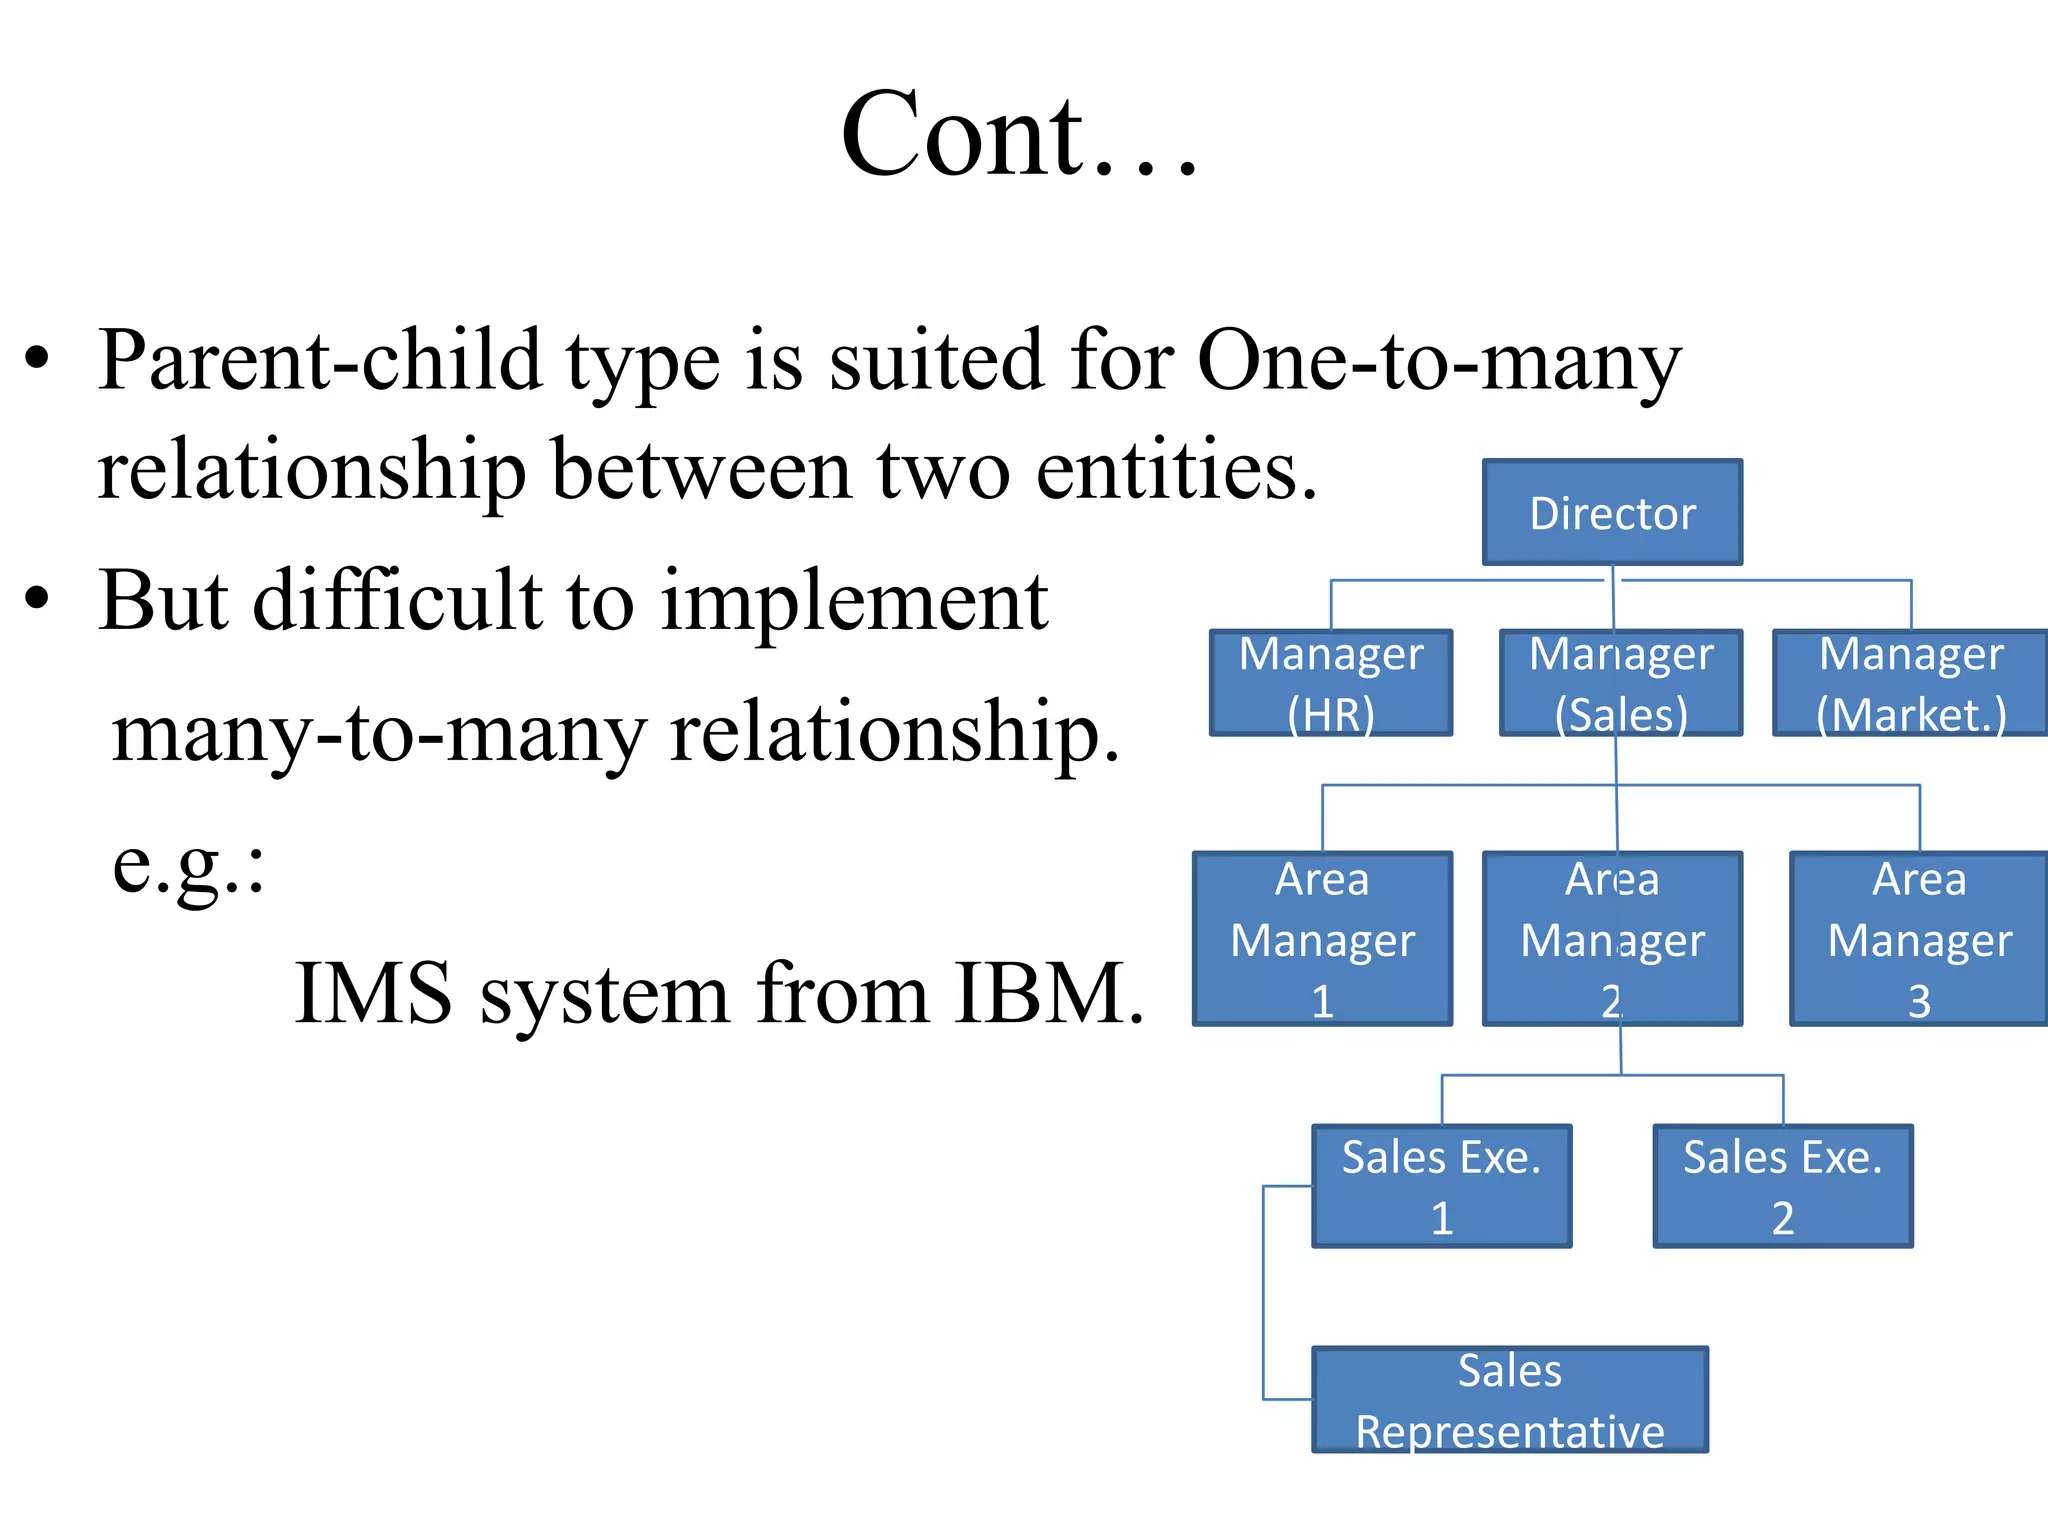 Cont…
• Parent-child type is suited for One-to-many
relationship between two entities.
• But difficult to implement
many-to-many relationship.
e.g.:
IMS system from IBM.
Director
Manager
(HR)
Manager
(Sales)
Manager
(Market.)
Area
Manager
1
Area
Manager
2
Area
Manager
3
Sales Exe.
1
Sales Exe.
2
Sales
Representative